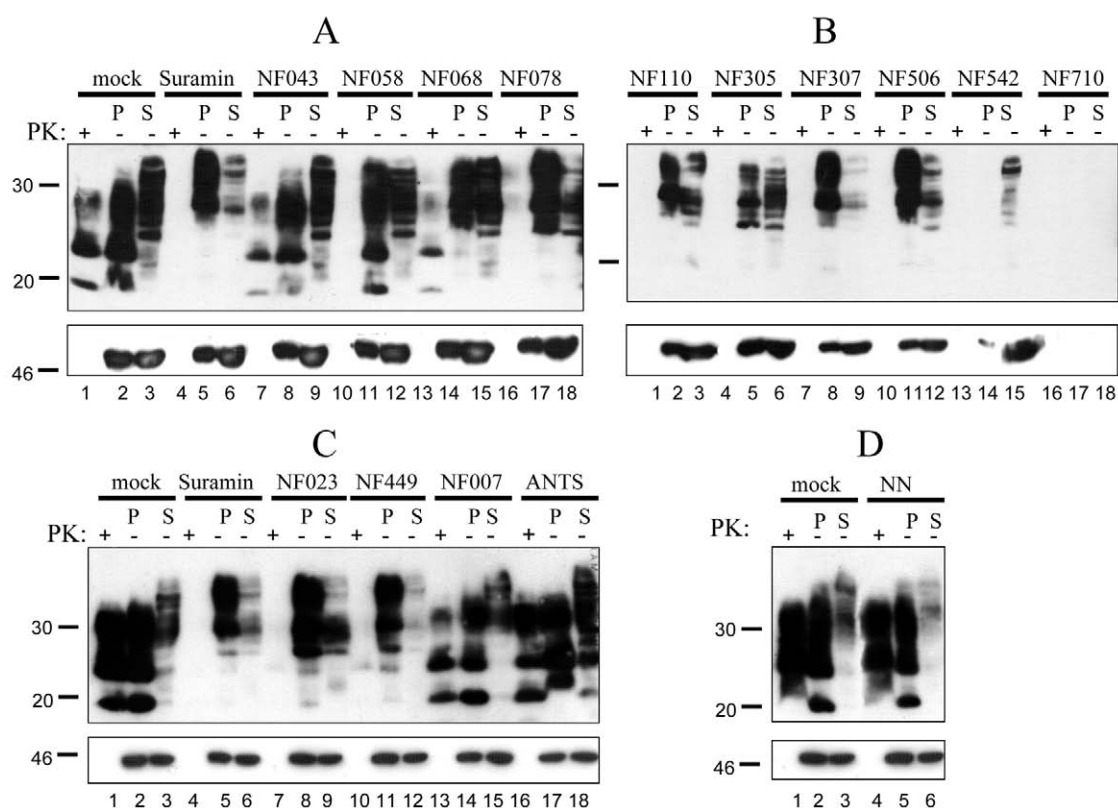 A
mock Suramin NF043 NF058 NF068 NF078
P S P S P S P S P S P S
PK: + - - + - - + - - + - - + - - + - -
30
20
46
1 2 3 4 5 6 7 8 9 10 11 12 13 14 15 16 17 18
B
NF110 NF305 NF307 NF506 NF542 NF710
P S P S P S P S P S P S
+ - - + - - + - - + - - + - - + - -
1 2 3 4 5 6 7 8 9 10 11 12 13 14 15 16 17 18
C
mock Suramin NF023 NF449 NF007 ANTS
P S P S P S P S P S P S
PK: + - - + - - + - - + - - + - - + - -
30
20
46
1 2 3 4 5 6 7 8 9 10 11 12 13 14 15 16 17 18
D
mock NN
P S P S
PK: + - - + - -
30
20
46
1 2 3 4 5 6